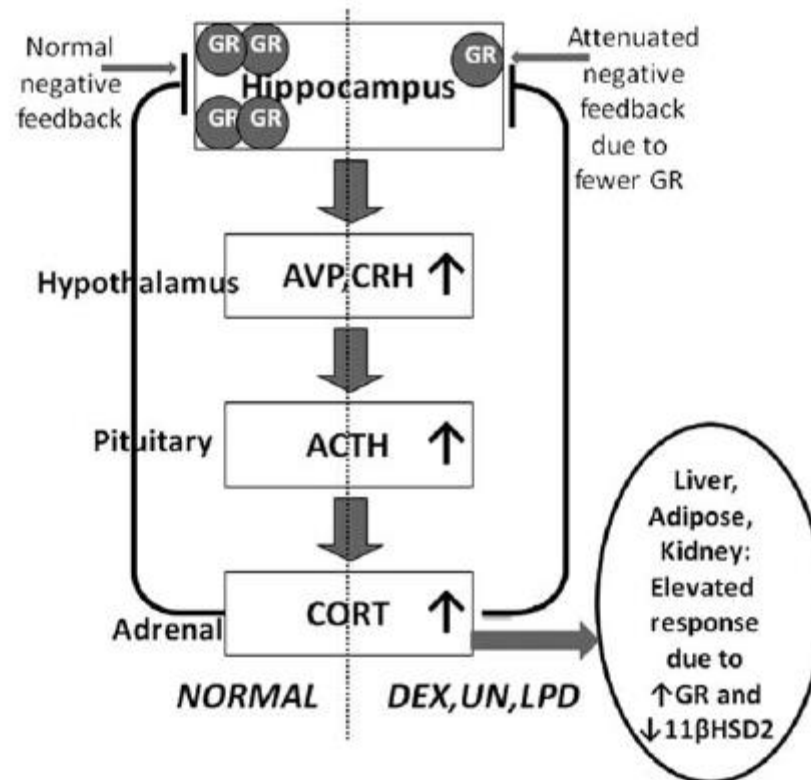 Normal
negative
feedback
GR GR
Hippocampus
GR GR
GR
Attenuated
negative
feedback
due to
fewer GR
Hypothalamus
AVP,CRH ↑
Pituitary
ACTH ↑
Adrenal
CORT ↑
NORMAL
DEX,UN,LPD
Liver,
Adipose,
Kidney:
Elevated
response
due to
↑GR and
↓11βHSD2